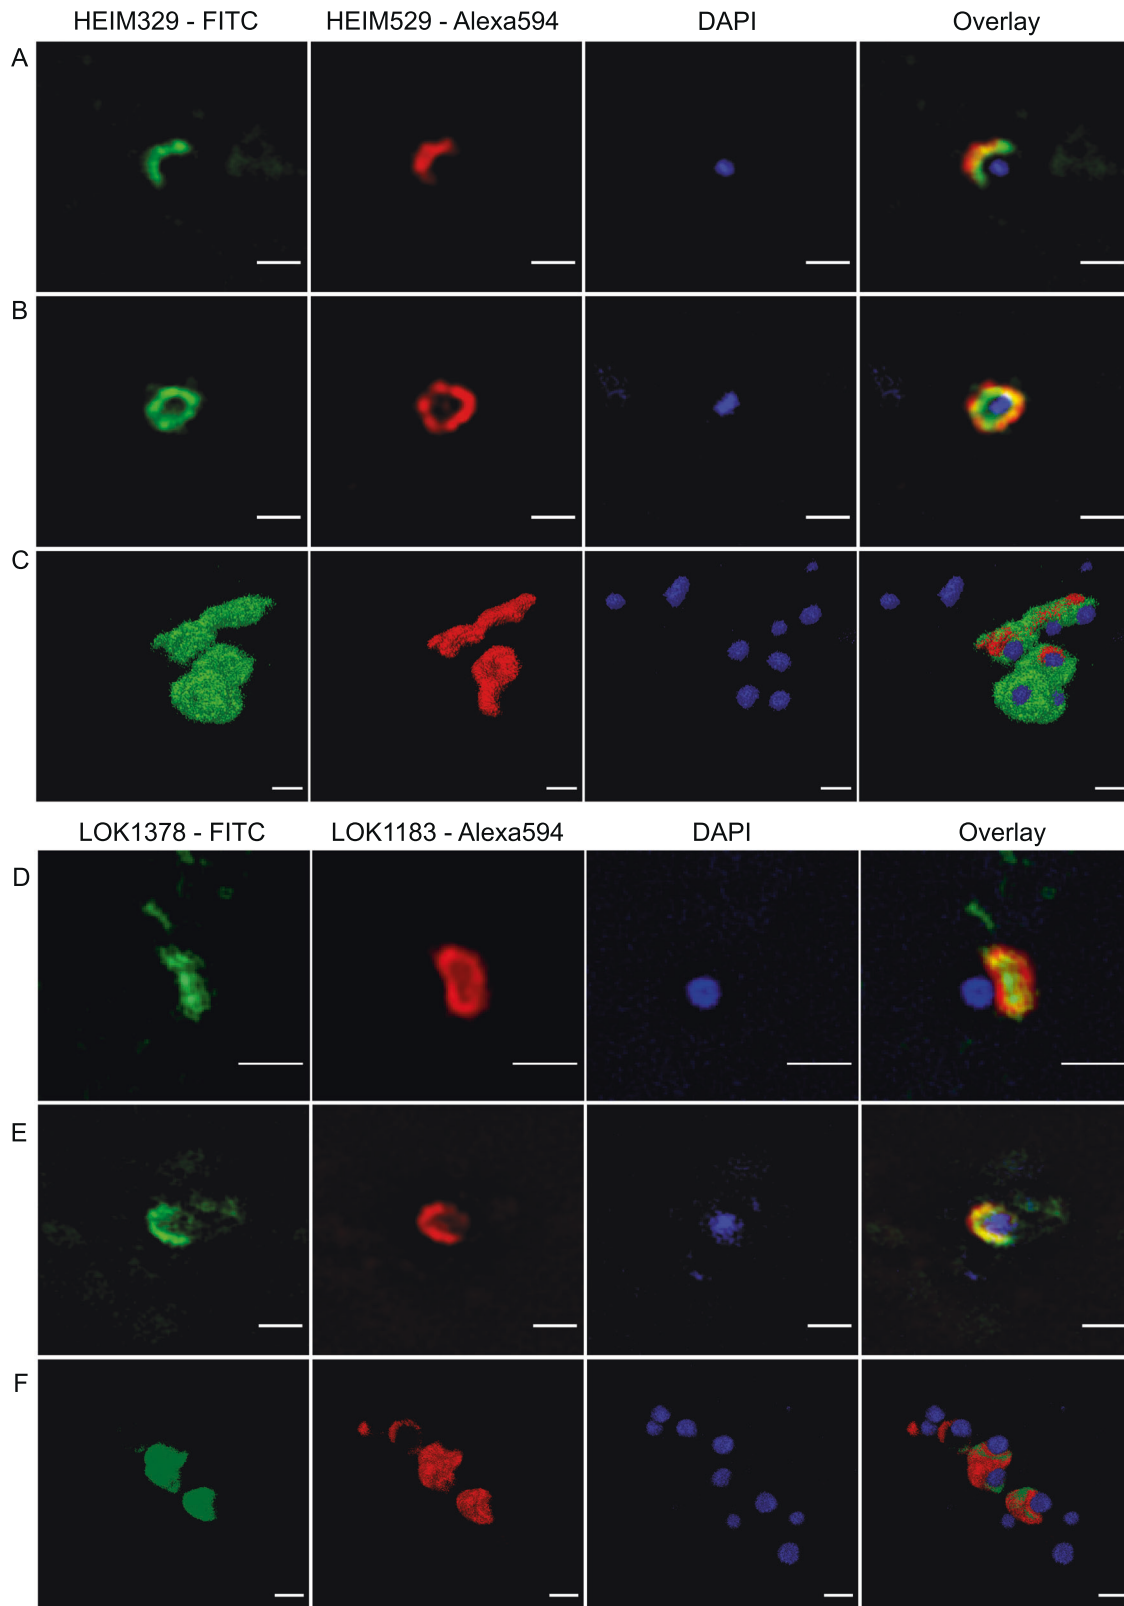 HEIM329 - FITC HEIM529 - Alexa594 DAPI Overlay
A
B
C
LOK1378 - FITC LOK1183 - Alexa594 DAPI Overlay
D
E
F